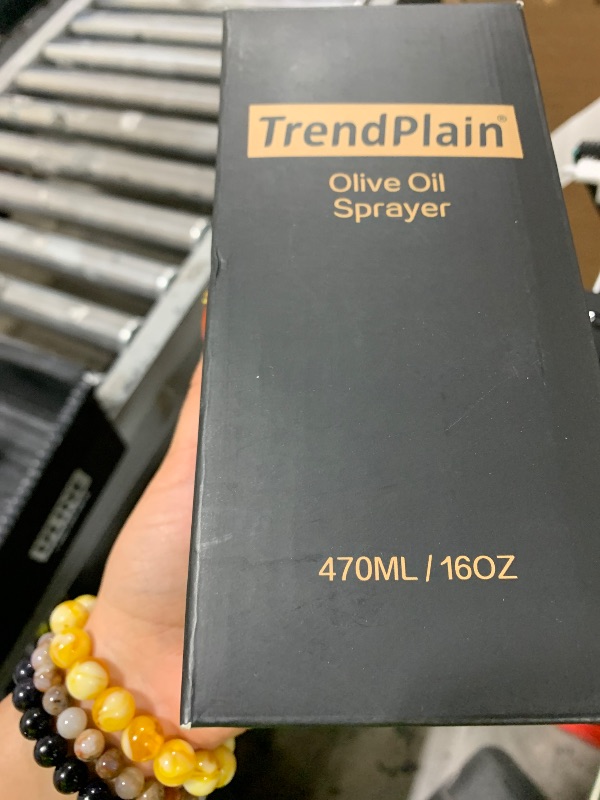 TrendPlain®
Olive Oil
Sprayer
470ML / 16OZ